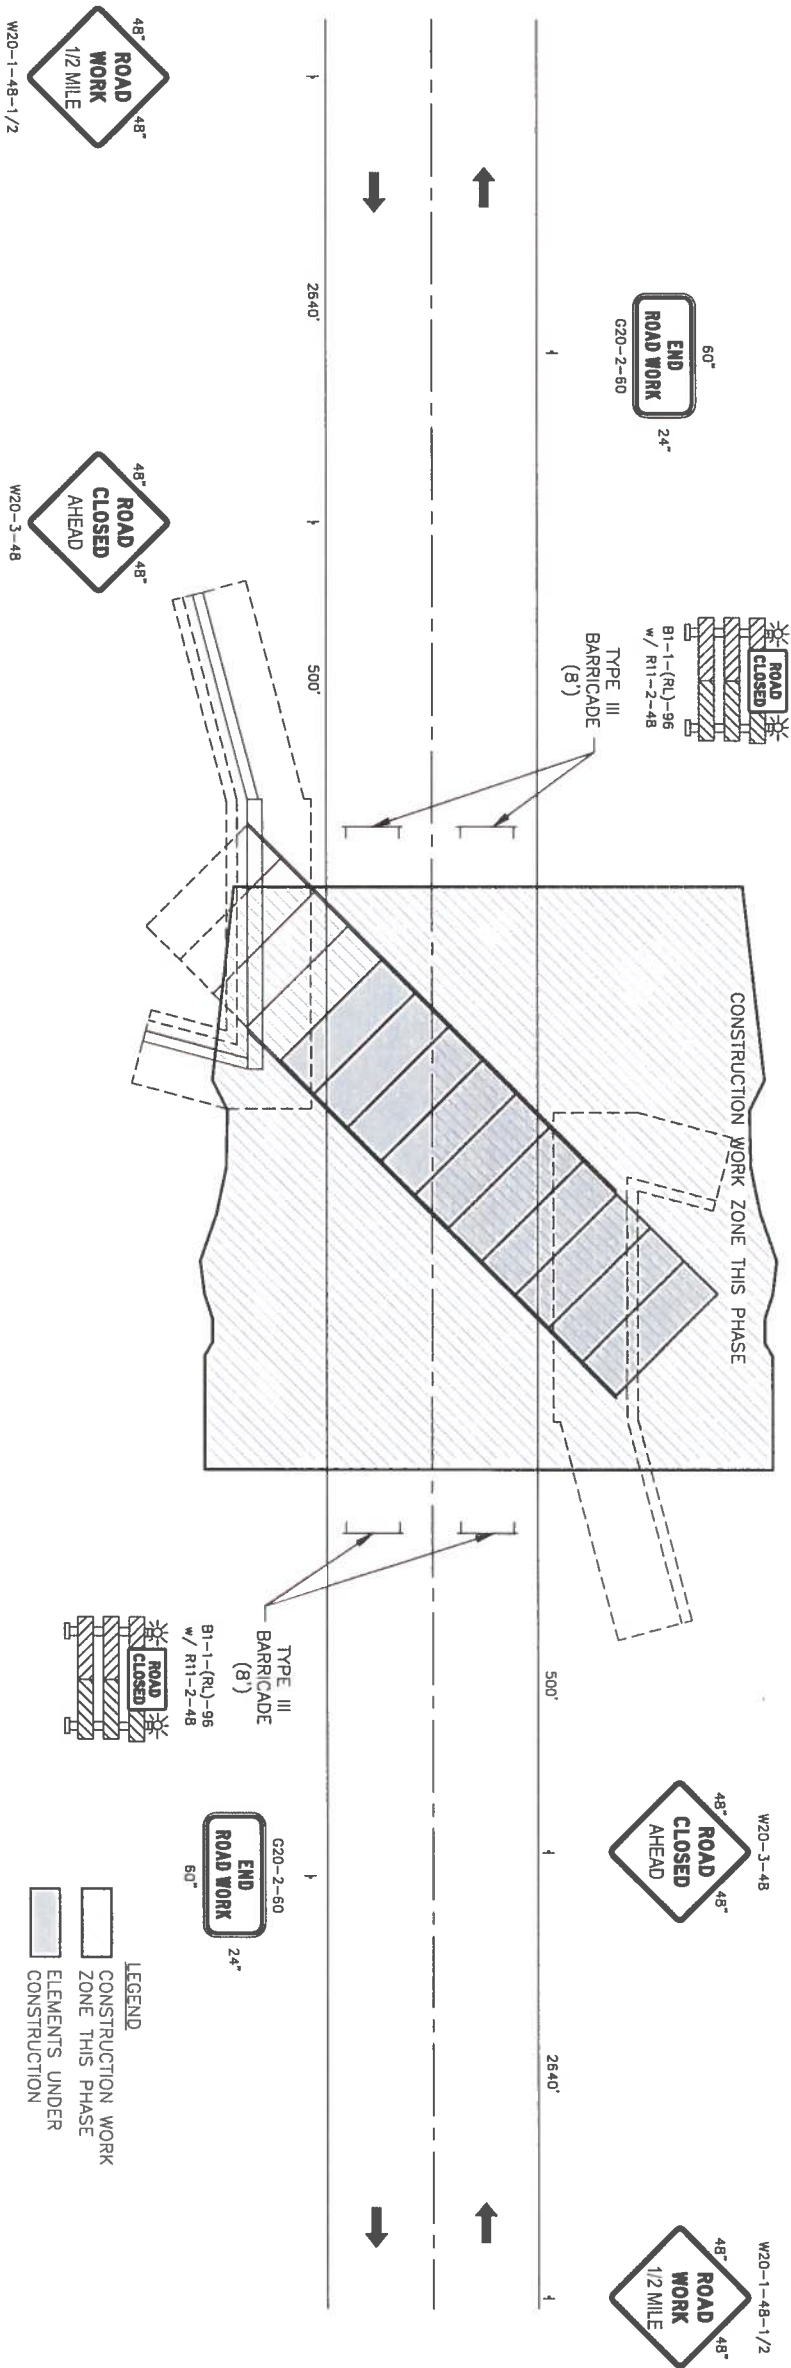 48"
48"
ROAD
WORK
1/2 MILE
W20-1-48-1/2
2640'
60"
END
ROAD WORK
24"
G20-2-60
48"
48"
ROAD
CLOSED
AHEAD
W20-3-48
500'
ROAD
CLOSED
B1-1-(RL)-96
w/ R11-2-48
TYPE III
BARRICADE
(8')
CONSTRUCTION WORK ZONE THIS PHASE
TYPE III
BARRICADE
(8')
B1-1-(RL)-96
w/ R11-2-48
ROAD
CLOSED
500'
W20-3-48
48"
48"
ROAD
CLOSED
AHEAD
G20-2-60
END
ROAD WORK
60"
24"
2640'
W20-1-48-1/2
48"
48"
ROAD
WORK
1/2 MILE
LEGEND
CONSTRUCTION WORK
ZONE THIS PHASE
ELEMENTS UNDER
CONSTRUCTION